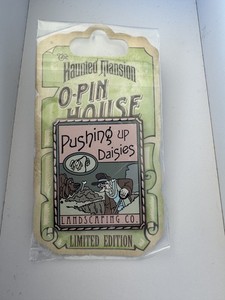 The
Haunted Mansion
O-PIN
HOUSE
Pushing up
Daisies
LANDSCAPING CO.
LIMITED EDITION